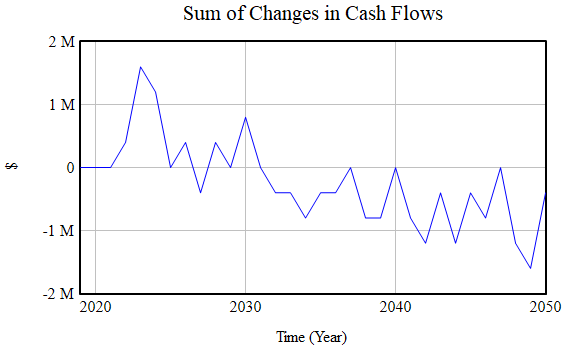 Sum of Changes in Cash Flows
2 M
1 M
0
-1 M
-2 M
$
2020 2030 2040 2050
Time (Year)